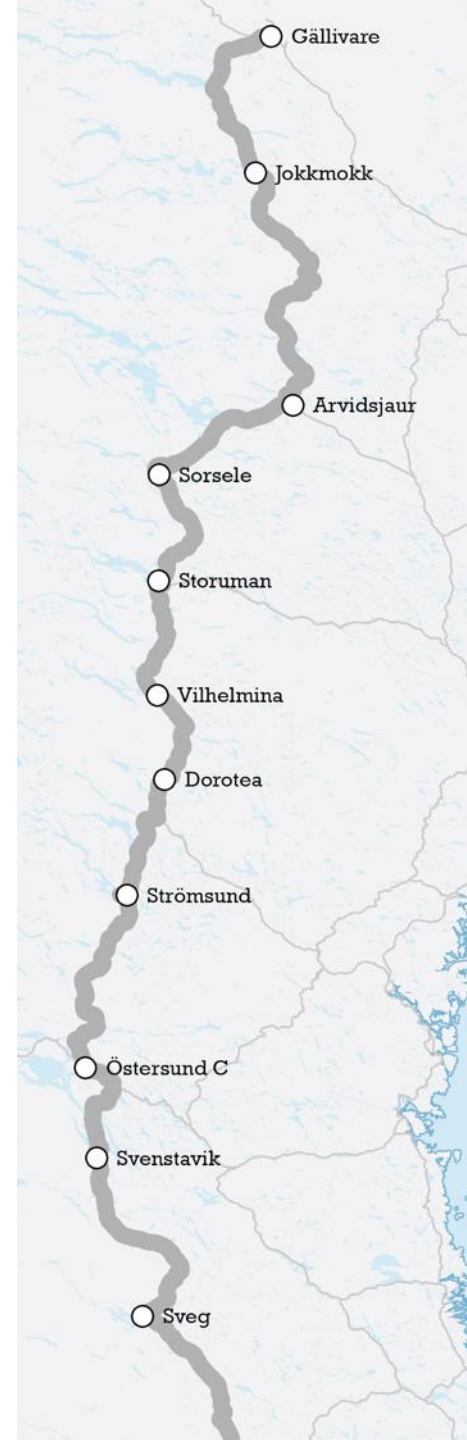 Gällivare
Jokkmokk
Arvidsjaur
Sorsele
Storuman
Vilhelmina
Dorotea
Strömsund
Östersund C
Svenstavik
Sveg